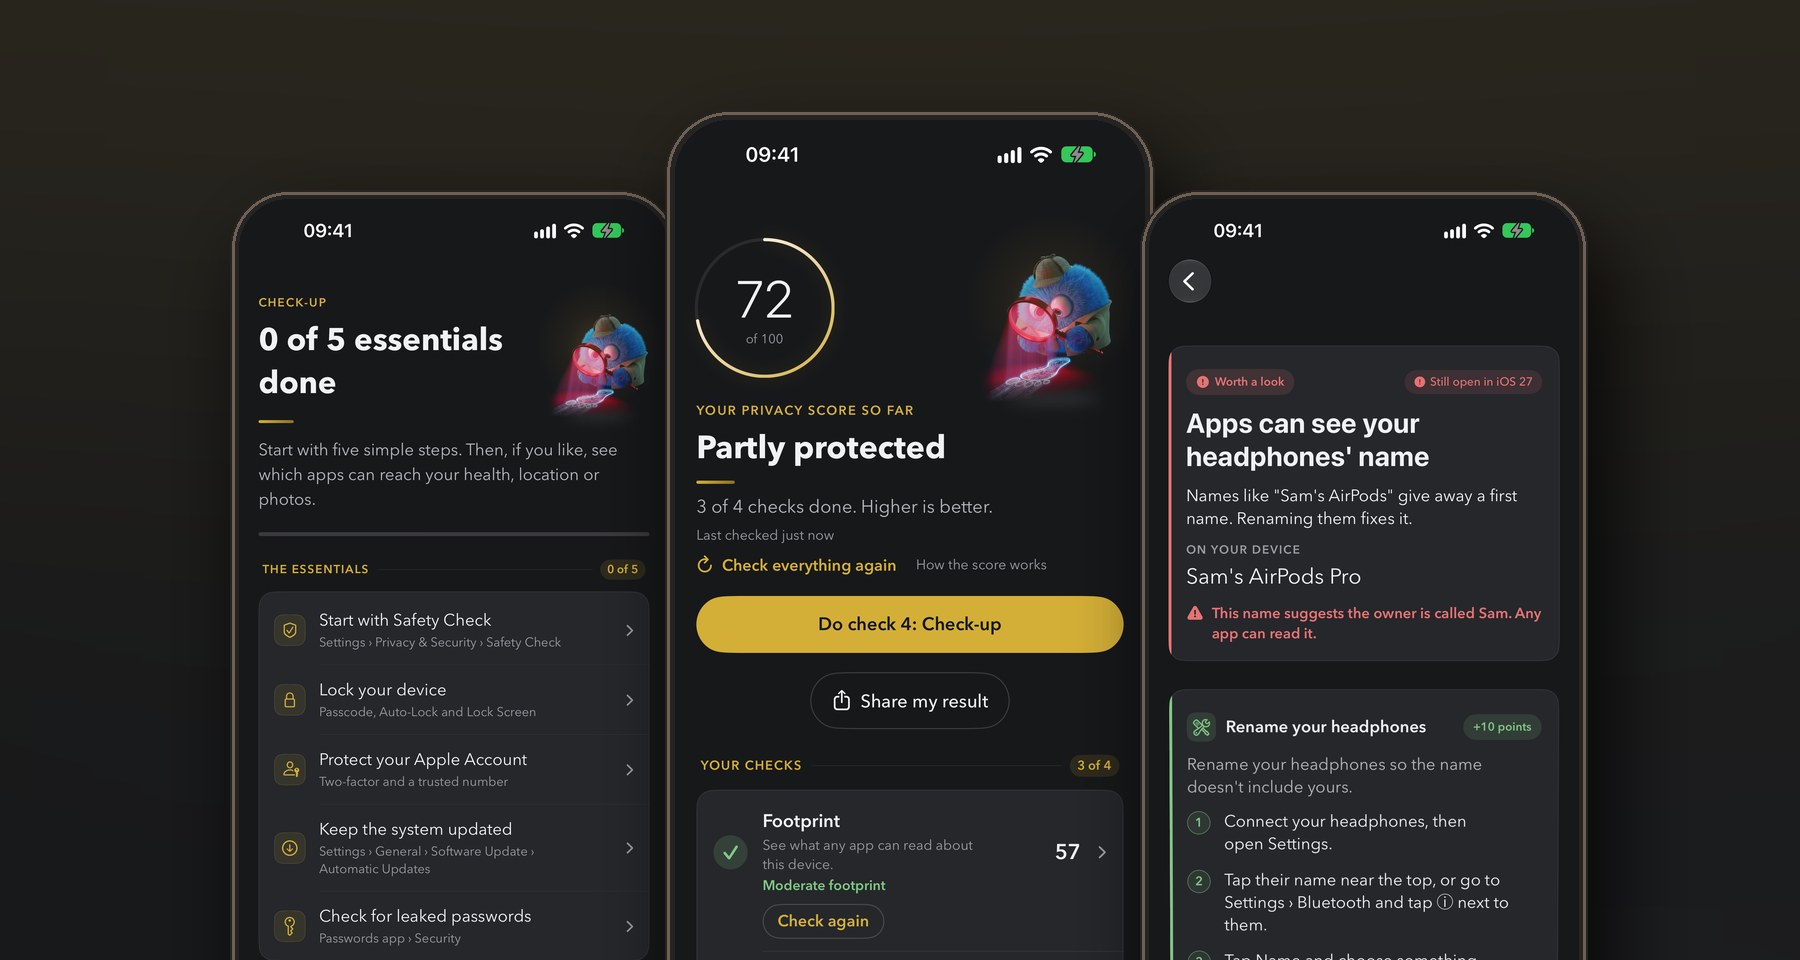 09:41
CHECK-UP
0 of 5 essentials
done
Start with five simple steps. Then, if you like, see
which apps can reach your health, location or
photos.
THE ESSENTIALS
0 of 5
Start with Safety Check
Settings › Privacy & Security › Safety Check
Lock your device
Passcode, Auto-Lock and Lock Screen
Protect your Apple Account
Two-factor and a trusted number
Keep the system updated
Settings › General › Software Update ›
Automatic Updates
Check for leaked passwords
Passwords app › Security
09:41
72
of 100
YOUR PRIVACY SCORE SO FAR
Partly protected
3 of 4 checks done. Higher is better.
Last checked just now
Check everything again
How the score works
Do check 4: Check-up
Share my result
YOUR CHECKS
3 of 4
Footprint
See what any app can read about
this device.
Moderate footprint
57
Check again
09:41
Worth a look
Still open in iOS 27
Apps can see your
headphones' name
Names like "Sam's AirPods" give away a first
name. Renaming them fixes it.
ON YOUR DEVICE
Sam's AirPods Pro
This name suggests the owner is called Sam. Any
app can read it.
Rename your headphones
+10 points
Rename your headphones so the name
doesn't include yours.
1 Connect your headphones, then
open Settings.
2 Tap their name near the top, or go to
Settings › Bluetooth and tap ⓘ next to
them.
Tap Name and choose something